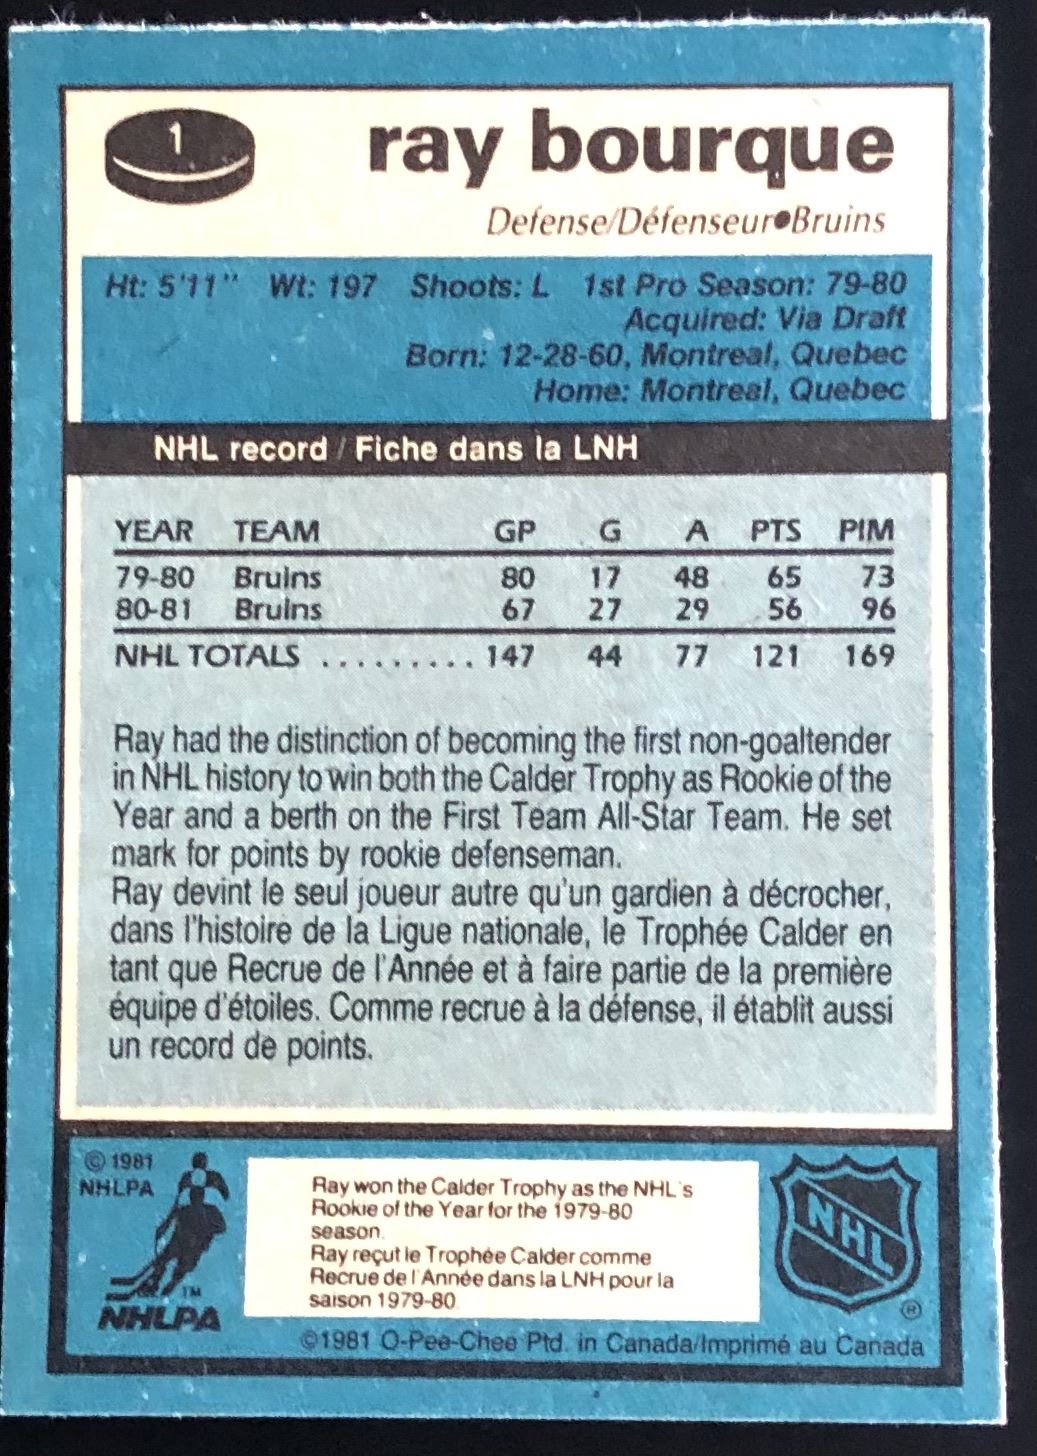 1
ray bourque
Defense/Défenseur•Bruins
Ht: 5'11" Wt: 197 Shoots: L 1st Pro Season: 79-80
Acquired: Via Draft
Born: 12-28-60, Montreal, Quebec
Home: Montreal, Quebec
NHL record / Fiche dans la LNH
YEAR TEAM GP G A PTS PIM
79-80 Bruins 80 17 48 65 73
80-81 Bruins 67 27 29 56 96
NHL TOTALS ......... 147 44 77 121 169
Ray had the distinction of becoming the first non-goaltender
in NHL history to win both the Calder Trophy as Rookie of the
Year and a berth on the First Team All-Star Team. He set
mark for points by rookie defenseman.
Ray devint le seul joueur autre qu'un gardien à décrocher,
dans l'histoire de la Ligue nationale, le Trophée Calder en
tant que Recrue de l'Année et à faire partie de la première
équipe d'étoiles. Comme recrue à la défense, il établit aussi
un record de points.
© 1981
NHLPA
TM
NHLPA
Ray won the Calder Trophy as the NHL's
Rookie of the Year for the 1979-80
season.
Ray reçut le Trophée Calder comme
Recrue de l'Année dans la LNH pour la
saison 1979-80.
NHL
®
©1981 O-Pee-Chee Ptd. in Canada/Imprimé au Canada